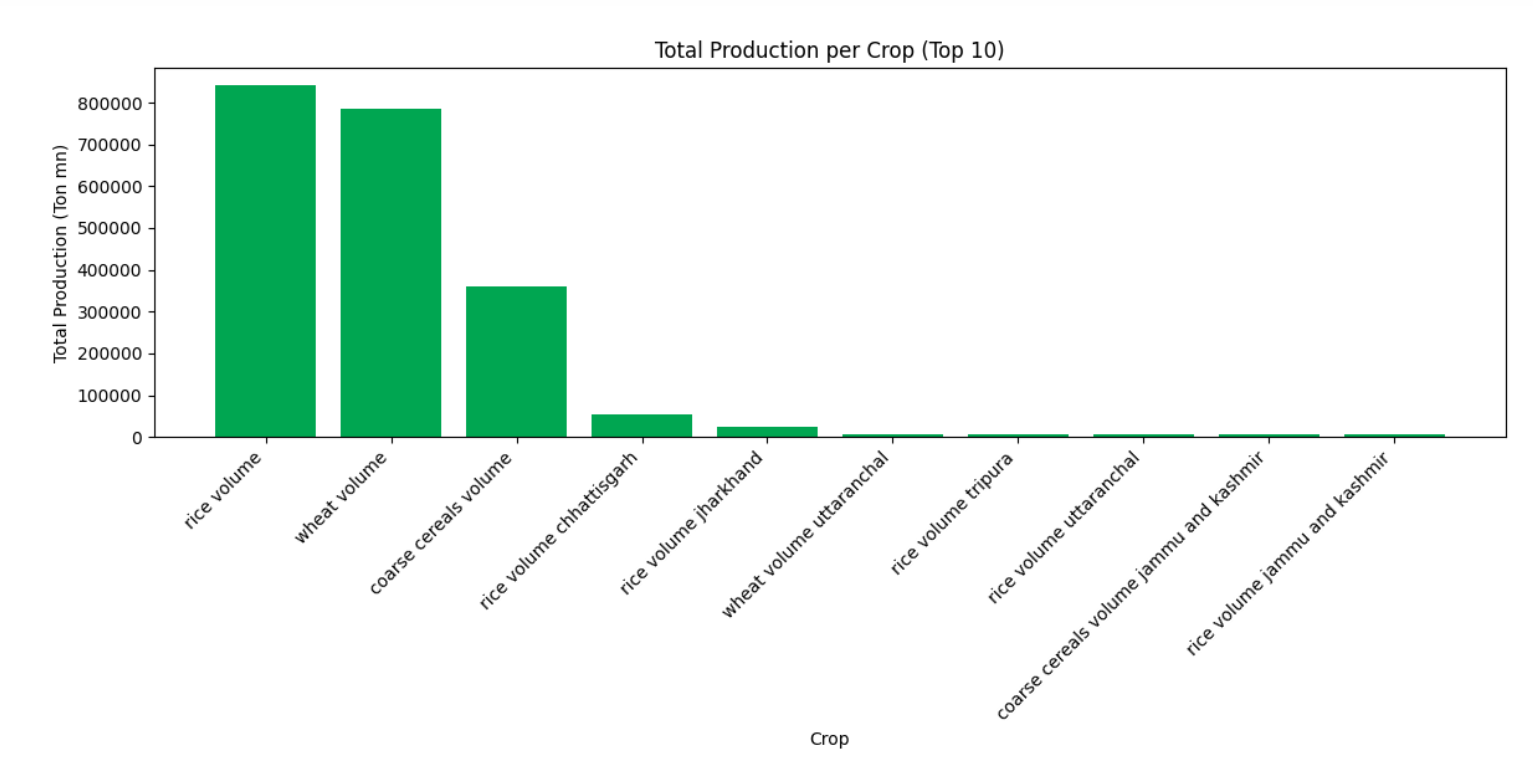 Total Production per Crop (Top 10)
Total Production (Ton mn)
800000
700000
600000
500000
400000
300000
200000
100000
0
rice volume
wheat volume
coarse cereals volume
rice volume chhattisgarh
rice volume jharkhand
wheat volume uttaranchal
rice volume tripura
rice volume uttaranchal
coarse cereals volume jammu and kashmir
rice volume jammu and kashmir
Crop